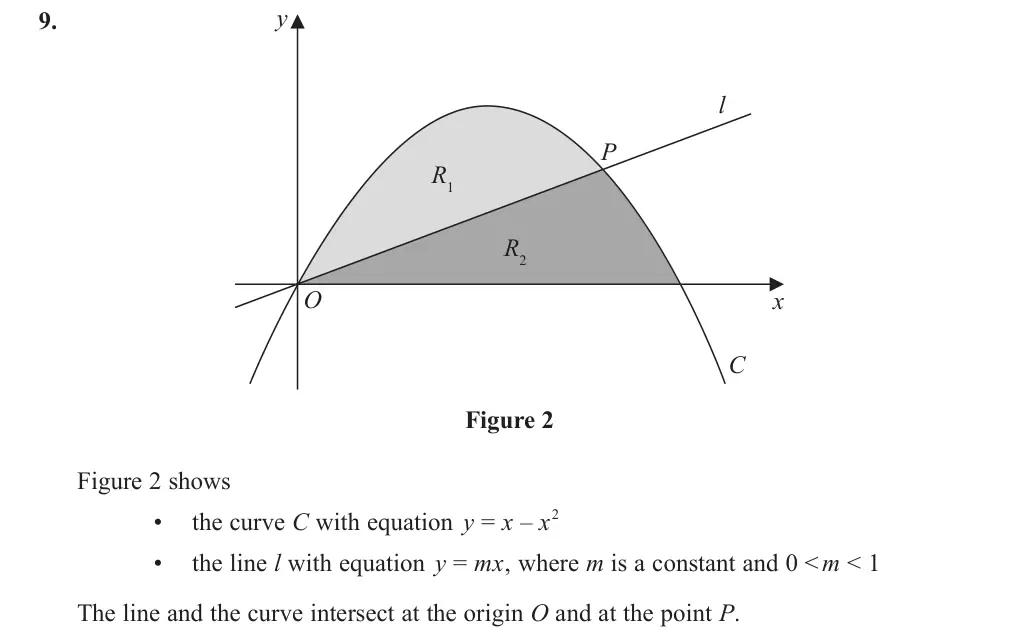 9.
y
l
P
R1
R2
O
x
C
Figure 2
Figure 2 shows
• the curve C with equation y = x – x²
• the line l with equation y = mx, where m is a constant and 0 < m < 1
The line and the curve intersect at the origin O and at the point P.